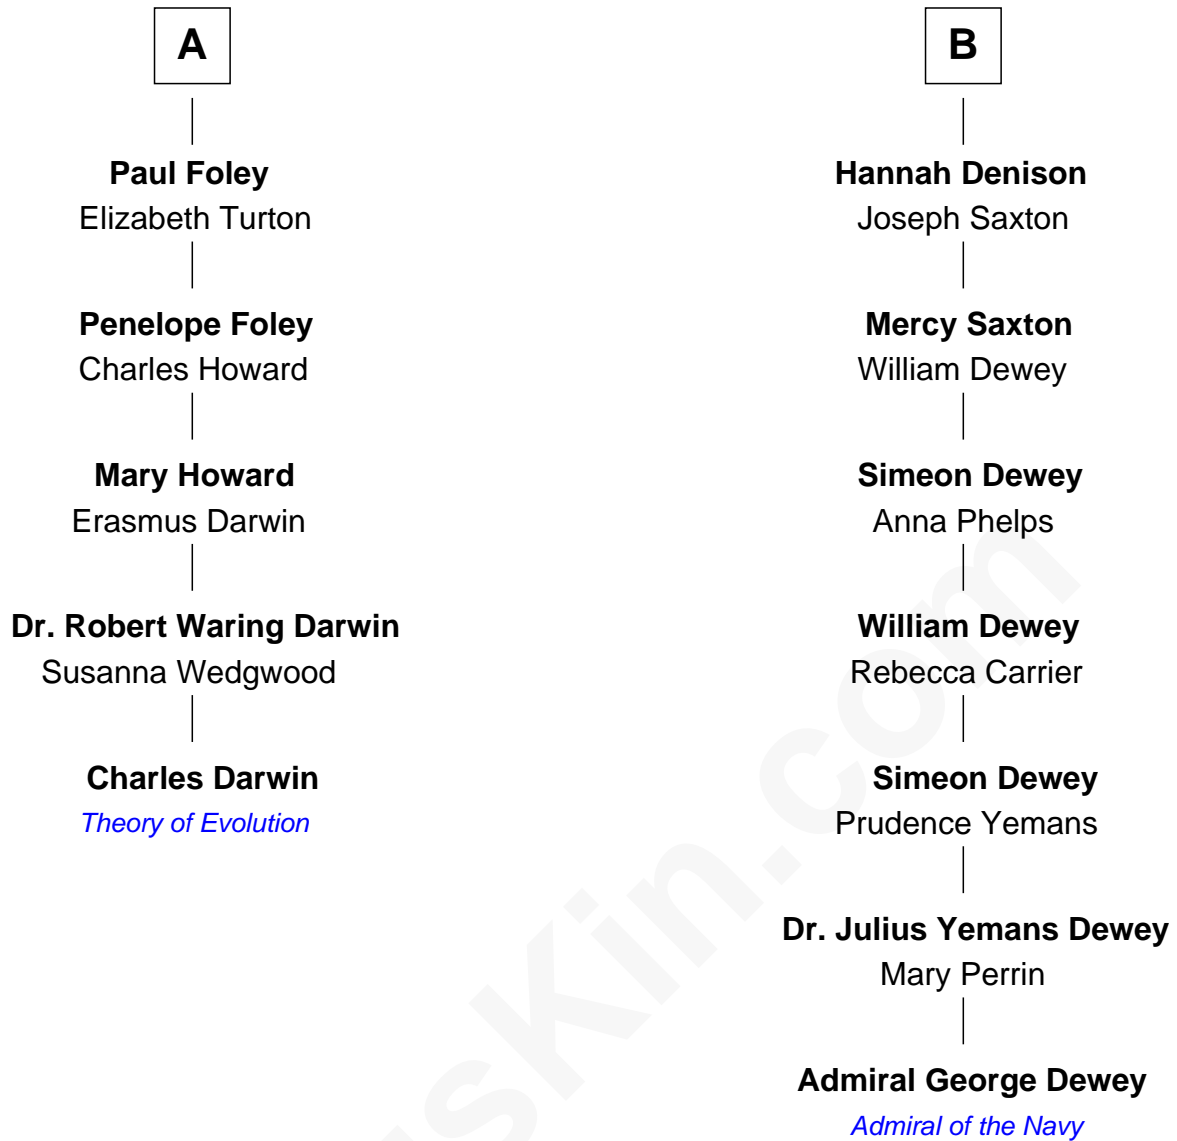 A
Paul Foley
Elizabeth Turton
Penelope Foley
Charles Howard
Mary Howard
Erasmus Darwin
Dr. Robert Waring Darwin
Susanna Wedgwood
Charles Darwin
Theory of Evolution
B
Hannah Denison
Joseph Saxton
Mercy Saxton
William Dewey
Simeon Dewey
Anna Phelps
William Dewey
Rebecca Carrier
Simeon Dewey
Prudence Yemans
Dr. Julius Yemans Dewey
Mary Perrin
Admiral George Dewey
Admiral of the Navy